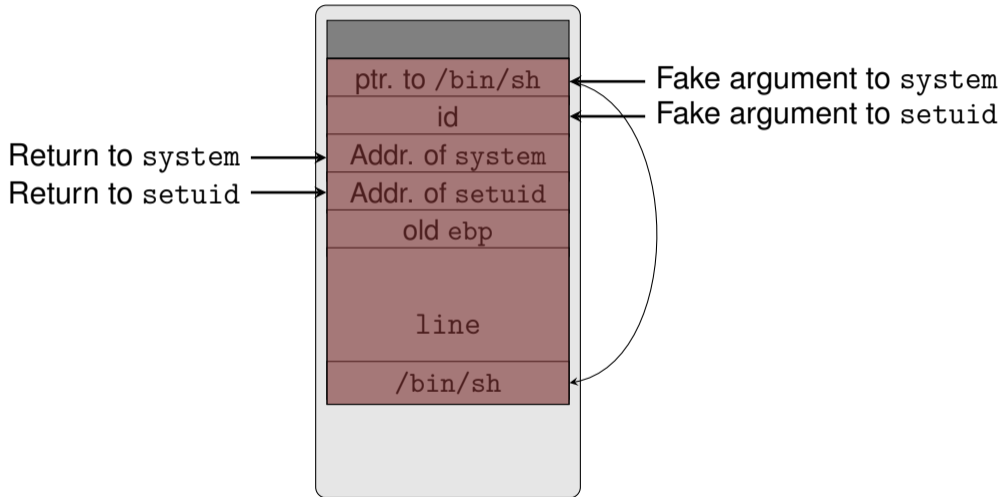 ptr. to /bin/sh
Fake argument to system
id
Fake argument to setuid
Return to system
Addr. of system
Return to setuid
Addr. of setuid
old ebp
line
/bin/sh